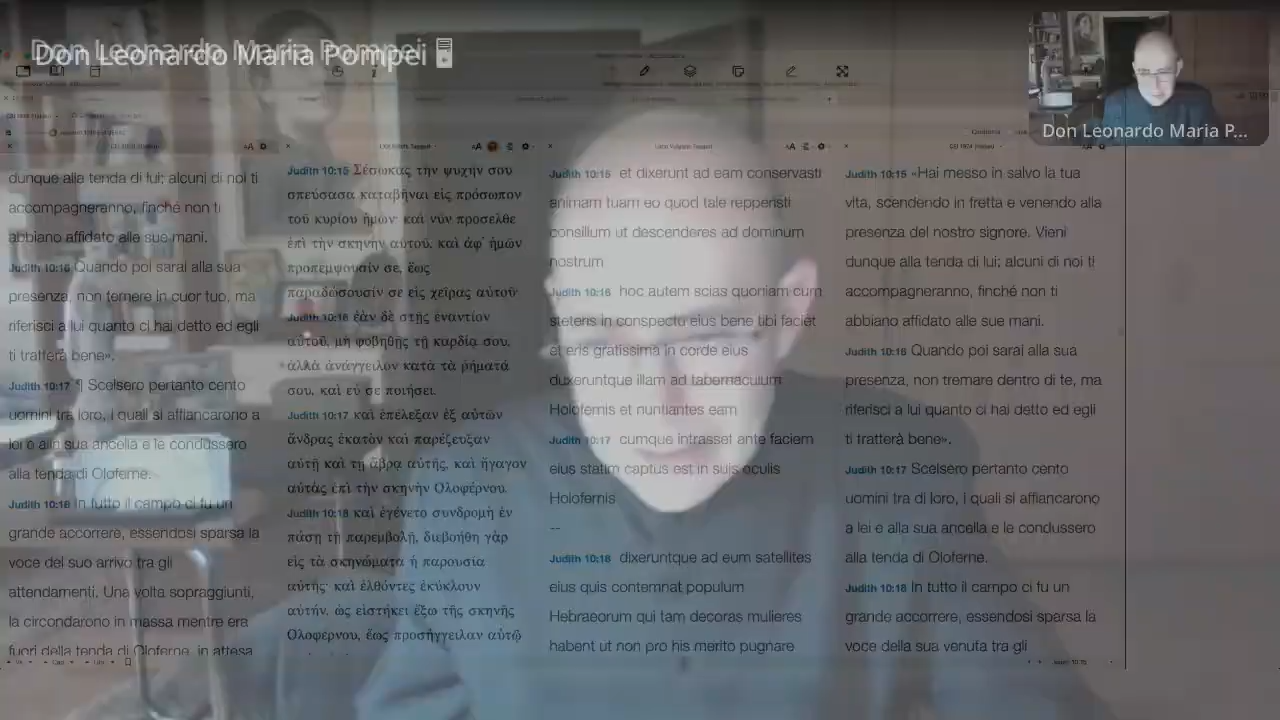 Don Leonardo Maria Pompei
Don Leonardo Maria P...
dunque alla tenda di lui; alcuni di noi ti
accompagneranno, finché non ti
abbiano affidato alle sue mani.
Judith 10:16 Quando poi sarai alla sua
presenza, non temere in cuor tuo, ma
riferisci a lui quanto ci hai detto ed egli
ti tratterà bene».
Judith 10:17 ¶ Scelsero pertanto cento
uomini tra loro, i quali si affiancarono a
lei e alla sua ancella e le condussero
alla tenda di Oloferne.
Judith 10:18 In tutto il campo ci fu un
grande accorrere, essendosi sparsa la
voce del suo arrivo tra gli
attendamenti. Una volta sopraggiunti,
la circondarono in massa mentre era
fuori della tenda di Oloferne, in attesa
Judith 10:15 Σέσωκας τὴν ψυχήν σου
σπεύσασα καταβῆναι εἰς πρόσωπον
τοῦ κυρίου ἡμῶν· καὶ νῦν πρόσελθε
ἐπὶ τὴν σκηνὴν αὐτοῦ, καὶ ἀφ᾽ ἡμῶν
προπέμψουσίν σε, ἕως
παραδώσουσίν σε εἰς χεῖρας αὐτοῦ·
Judith 10:16 ἐὰν δὲ στῇς ἐναντίον
αὐτοῦ, μὴ φοβηθῇς τῇ καρδίᾳ σου,
ἀλλὰ ἀνάγγειλον κατὰ τὰ ῥήματά
σου, καὶ εὖ σε ποιήσει.
Judith 10:17 καὶ ἐπέλεξαν ἐξ αὐτῶν
ἄνδρας ἑκατὸν καὶ παρέζευξαν
αὐτῇ καὶ τῇ ἅβρᾳ αὐτῆς, καὶ ἤγαγον
αὐτὰς ἐπὶ τὴν σκηνὴν Ολοφέρνου.
Judith 10:18 καὶ ἐγένετο συνδρομὴ ἐν
πάσῃ τῇ παρεμβολῇ, διεβοήθη γὰρ
εἰς τὰ σκηνώματα ἡ παρουσία
αὐτῆς· καὶ ἐλθόντες ἐκύκλουν
αὐτήν, ὡς εἱστήκει ἔξω τῆς σκηνῆς
Ολοφέρνου, ἕως προσήγγειλαν αὐτῷ
Judith 10:15 et dixerunt ad eam conservasti
animam tuam eo quod tale repperisti
consilium ut descenderes ad dominum
nostrum
Judith 10:16 hoc autem scias quoniam cum
steteris in conspectu eius bene tibi faciet
et eris gratissima in corde eius
duxeruntque illam ad tabernaculum
Holofernis et nuntiantes eam
Judith 10:17 cumque intrasset ante faciem
eius statim captus est in suis oculis
Holofernis
--
Judith 10:18 dixeruntque ad eum satellites
eius quis contemnat populum
Hebraeorum qui tam decoras mulieres
habent ut non pro his merito pugnare
Judith 10:15 «Hai messo in salvo la tua
vita, scendendo in fretta e venendo alla
presenza del nostro signore. Vieni
dunque alla tenda di lui; alcuni di noi ti
accompagneranno, finché non ti
abbiano affidato alle sue mani.
Judith 10:16 Quando poi sarai alla sua
presenza, non tremare dentro di te, ma
riferisci a lui quanto ci hai detto ed egli
ti tratterà bene».
Judith 10:17 Scelsero pertanto cento
uomini tra di loro, i quali si affiancarono
a lei e alla sua ancella e le condussero
alla tenda di Oloferne.
Judith 10:18 In tutto il campo ci fu un
grande accorrere, essendosi sparsa la
voce della sua venuta tra gli